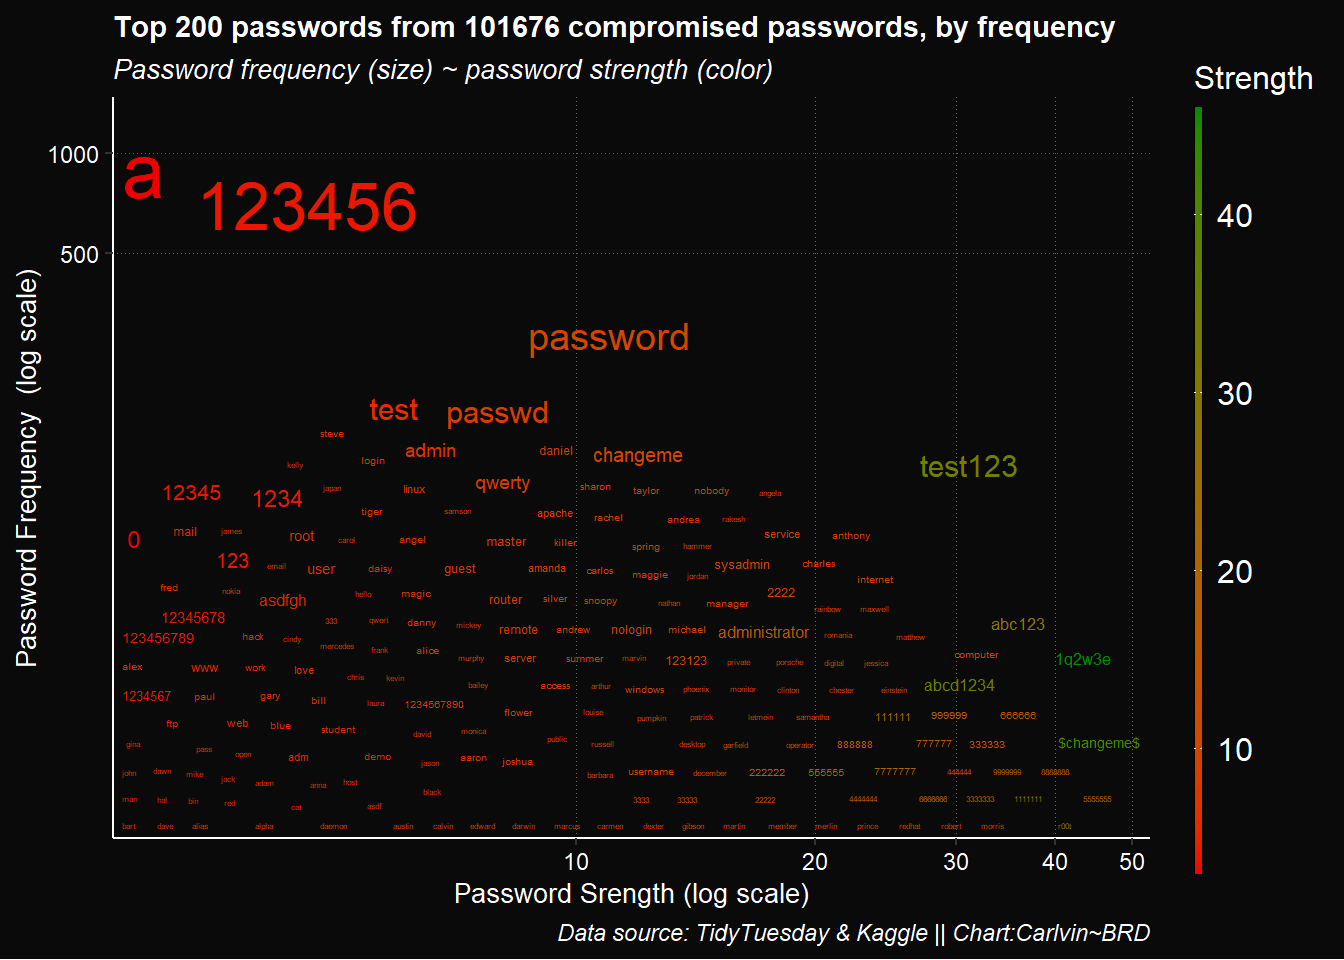 Top 200 passwords from 101676 compromised passwords, by frequency
Password frequency (size) ~ password strength (color)
Strength
40
30
20
10
Password Frequency  (log scale)
1000
500
a
123456
password
test passwd
steve
admin daniel changeme
kelly login test123
12345 1234 japan linux qwerty sharon taylor nobody angela
tiger samson apache rachel andrea rakesh
0 mail james root carol angel master killer service anthony
123 email spring hammer
user daisy guest amanda carlos maggie jordan sysadmin charles
fred nokia hello magic internet
asdfgh router silver snoopy nathan manager 2222 rainbow maxwell
12345678 333 qwert danny mickey abc123
123456789 hack cindy remote andrew nologin michael administrator romania matthew
mercedes frank alice murphy server summer marvin 123123 private porsche digital jessica computer 1q2w3e
alex www work love
chris kevin bailey access arthur windows phoenix monitor clinton chester einstein abcd1234
1234567 paul gary bill laura 1234567890
flower louise pumpkin patrick letmein samantha 111111 999999 666666
ftp web blue student david monica
gina pass open public russell desktop garfield operator 888888 777777 333333 $changeme$
adm demo jason aaron joshua
john dawn mike jack adam anna host barbara username december 222222 555555 7777777 444444 9999999 8888888
black
man hal bin red cat asdf 3333 33333 22222 4444444 6666666 3333333 1111111 5555555
bart dave alias alpha daemon austin calvin edward darwin marcus carmen dexter gibson martin member merlin prince redhat robert morris r00t
10 20 30 40 50
Password Srength (log scale)
Data source: TidyTuesday & Kaggle || Chart:Carlvin~BRD